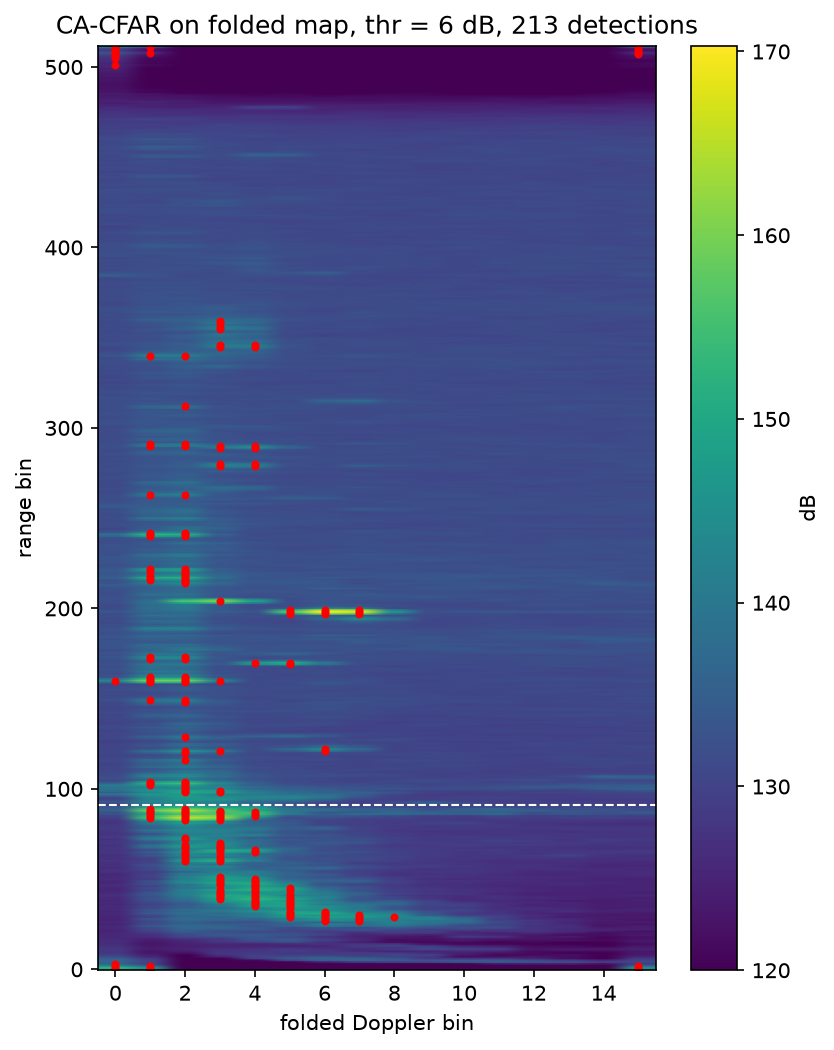 CA-CFAR on folded map, thr = 6 dB, 213 detections
500
400
300
200
100
0
range bin
0 2 4 6 8 10 12 14
folded Doppler bin
170
160
150
140
130
120
dB